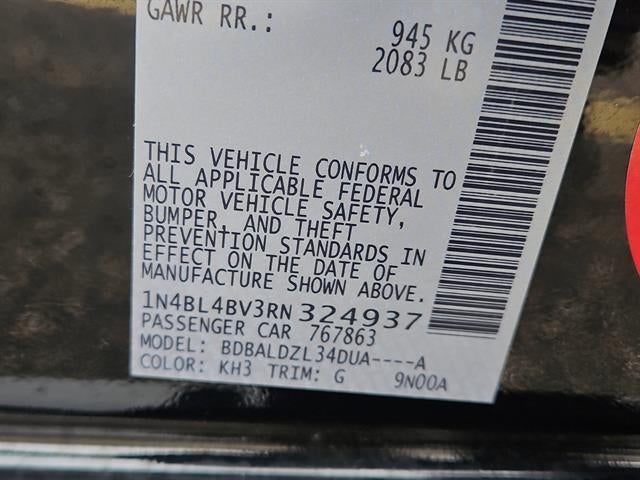 GAWR RR.: 945 KG
2083 LB
THIS VEHICLE CONFORMS TO
ALL APPLICABLE FEDERAL
MOTOR VEHICLE SAFETY,
BUMPER, AND THEFT
PREVENTION STANDARDS IN
EFFECT ON THE DATE OF
MANUFACTURE SHOWN ABOVE.
1N4BL4BV3RN324937
PASSENGER CAR 767863
MODEL: BDBALDZL34DUA----A
COLOR: KH3 TRIM: G 9N00A